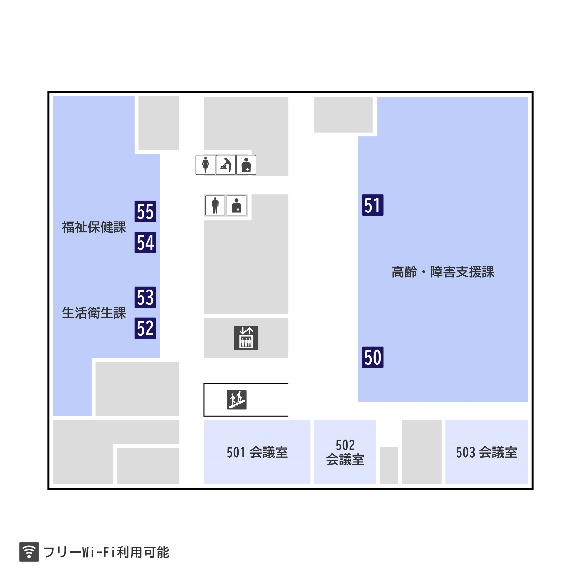 51
55
福祉保健課
54
高齢・障害支援課
53
生活衛生課
52
50
501 会議室
502
会議室
503 会議室
フリーWi-Fi利用可能